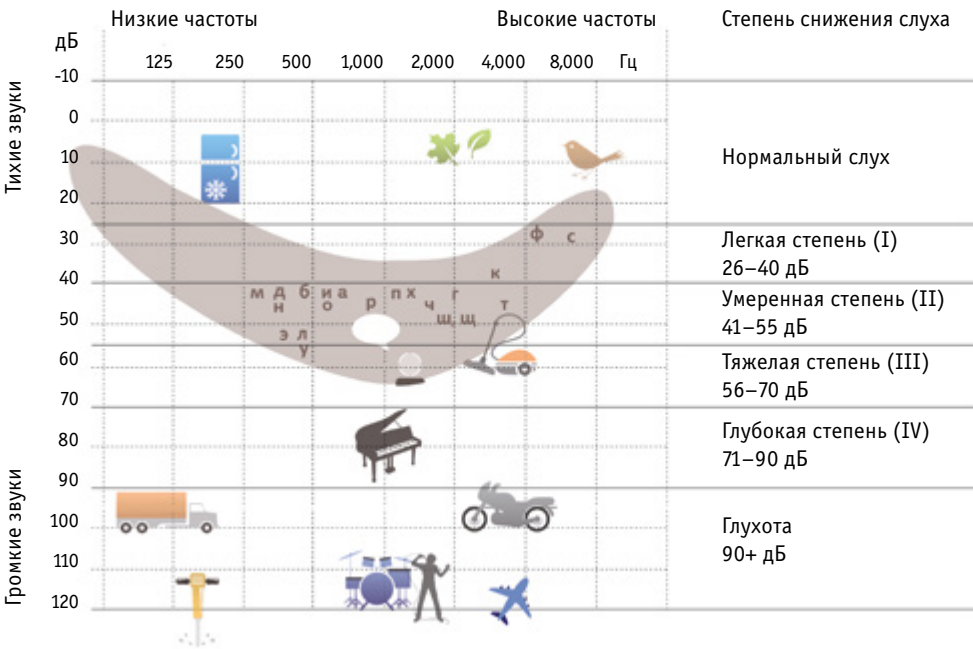 Низкие частоты Высокие частоты Степень снижения слуха
дБ
125 250 500 1,000 2,000 4,000 8,000 Гц
-10
Тихие звуки
0
10
Нормальный слух
20
ф с
30
Легкая степень (I)
26–40 дБ
к
40
м д б и а п х г
н о р ч т
Умеренная степень (II)
41–55 дБ
ш, щ
50
э л
у
60
Тяжелая степень (III)
56–70 дБ
70
Глубокая степень (IV)
71–90 дБ
80
90
Громкие звуки
100
Глухота
90+ дБ
110
120